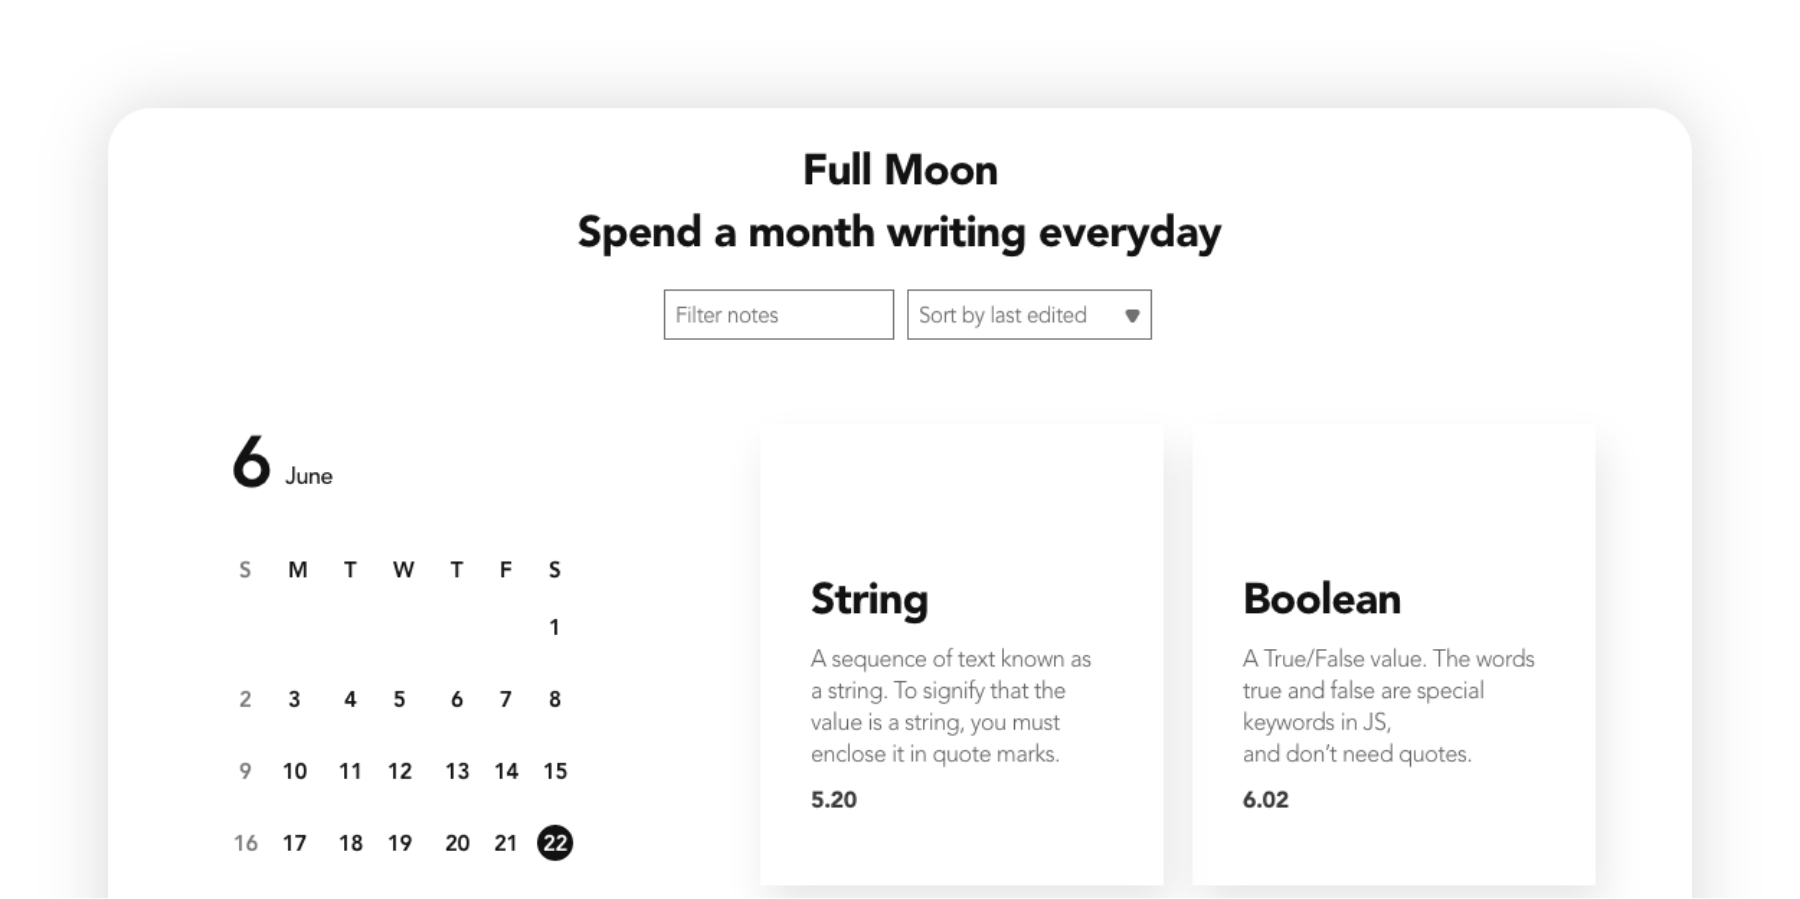 Full Moon
Spend a month writing everyday
Filter notes
Sort by last edited
6 June
S M T W T F S
1
2 3 4 5 6 7 8
9 10 11 12 13 14 15
16 17 18 19 20 21 22
String
A sequence of text known as
a string. To signify that the
value is a string, you must
enclose it in quote marks.
5.20
Boolean
A True/False value. The words
true and false are special
keywords in JS,
and don’t need quotes.
6.02